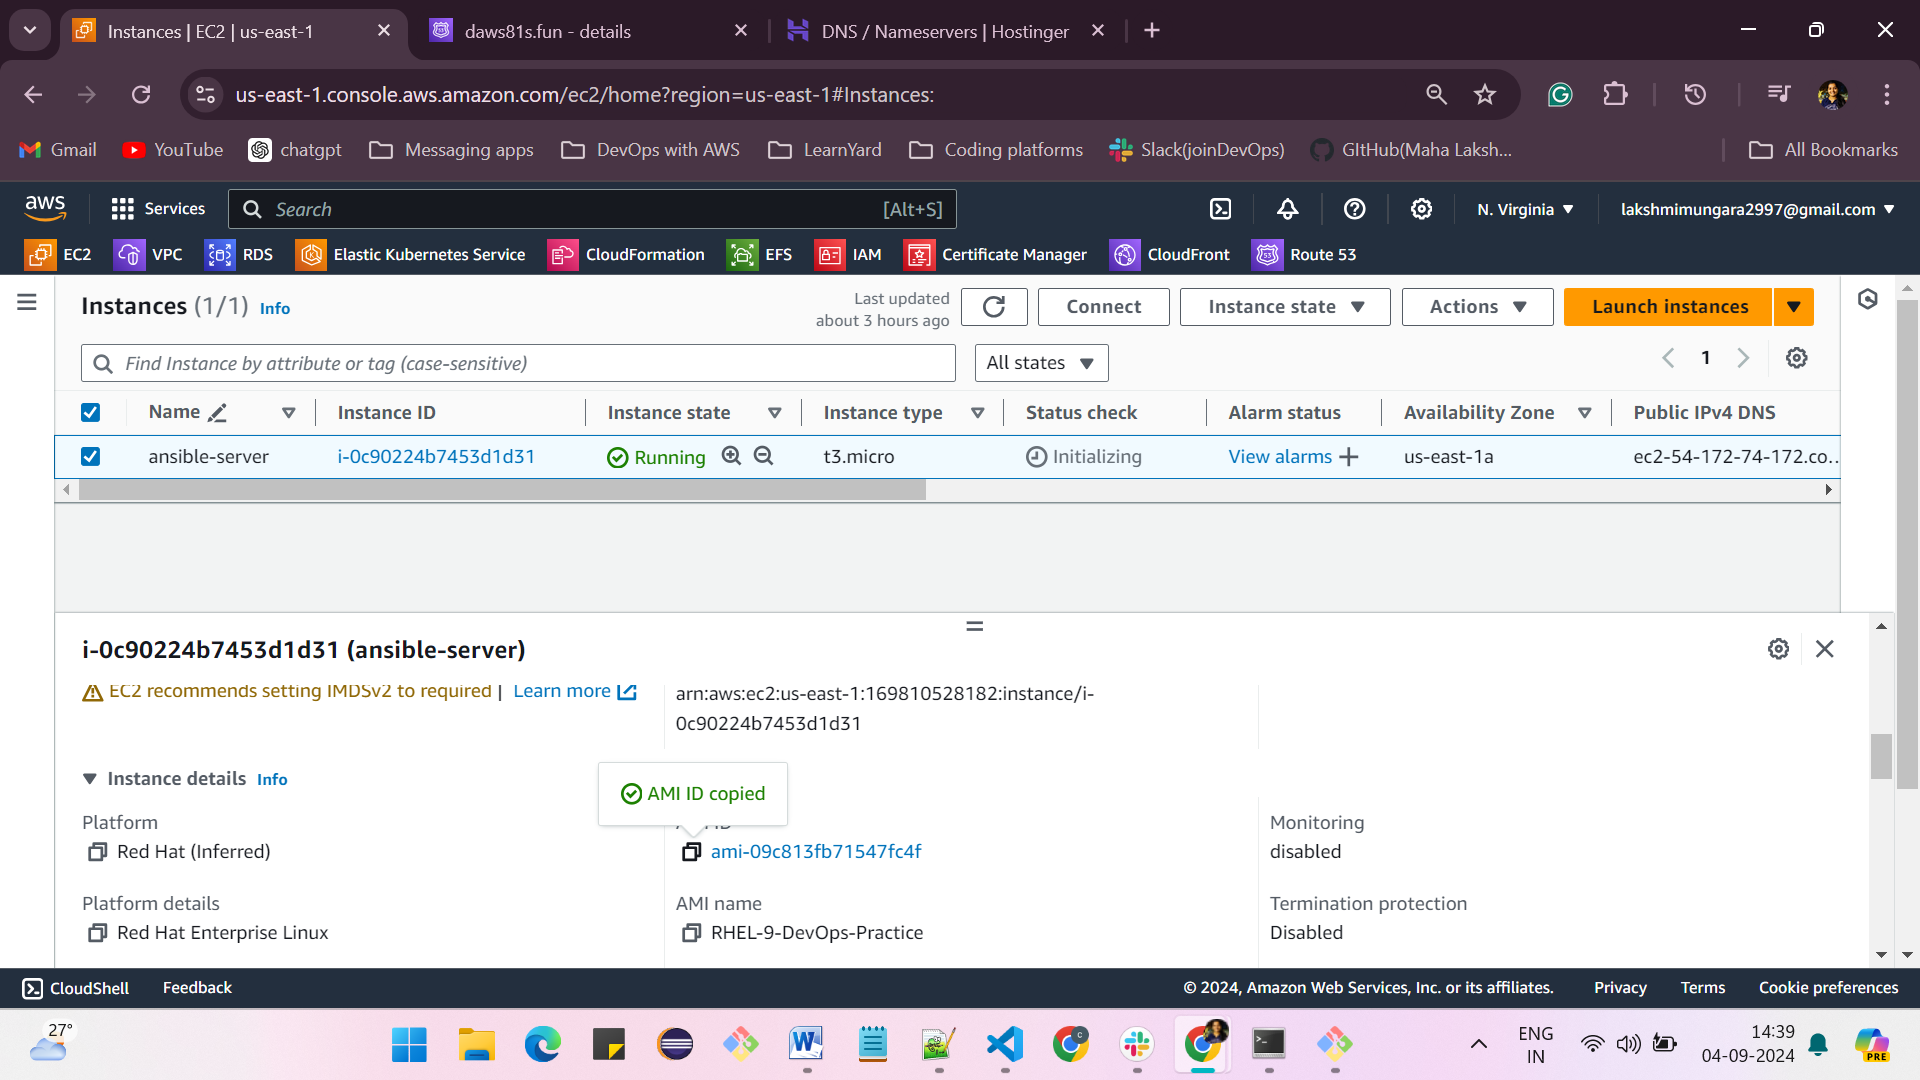 Instances | EC2 | us-east-1
daws81s.fun - details
DNS / Nameservers | Hostinger
us-east-1.console.aws.amazon.com/ec2/home?region=us-east-1#Instances:
Gmail
YouTube
chatgpt
Messaging apps
DevOps with AWS
LearnYard
Coding platforms
Slack(joinDevOps)
GItHub(Maha Laksh...
All Bookmarks
aws
Services
Search
[Alt+S]
N. Virginia
lakshmimungara2997@gmail.com
EC2
VPC
RDS
Elastic Kubernetes Service
CloudFormation
EFS
IAM
Certificate Manager
CloudFront
Route 53
Instances (1/1) Info
Last updated
about 3 hours ago
Connect
Instance state
Actions
Launch instances
Find Instance by attribute or tag (case-sensitive)
All states
1
Name
Instance ID
Instance state
Instance type
Status check
Alarm status
Availability Zone
Public IPv4 DNS
ansible-server
i-0c90224b7453d1d31
Running
t3.micro
Initializing
View alarms
us-east-1a
ec2-54-172-74-172.co...
i-0c90224b7453d1d31 (ansible-server)
EC2 recommends setting IMDSv2 to required | Learn more
arn:aws:ec2:us-east-1:169810528182:instance/i-
0c90224b7453d1d31
Instance details Info
AMI ID copied
Platform
Red Hat (Inferred)
ami-09c813fb71547fc4f
Monitoring
disabled
Platform details
Red Hat Enterprise Linux
AMI name
RHEL-9-DevOps-Practice
Termination protection
Disabled
CloudShell
Feedback
© 2024, Amazon Web Services, Inc. or its affiliates.
Privacy
Terms
Cookie preferences
27°
ENG
IN
14:39
04-09-2024
PRE